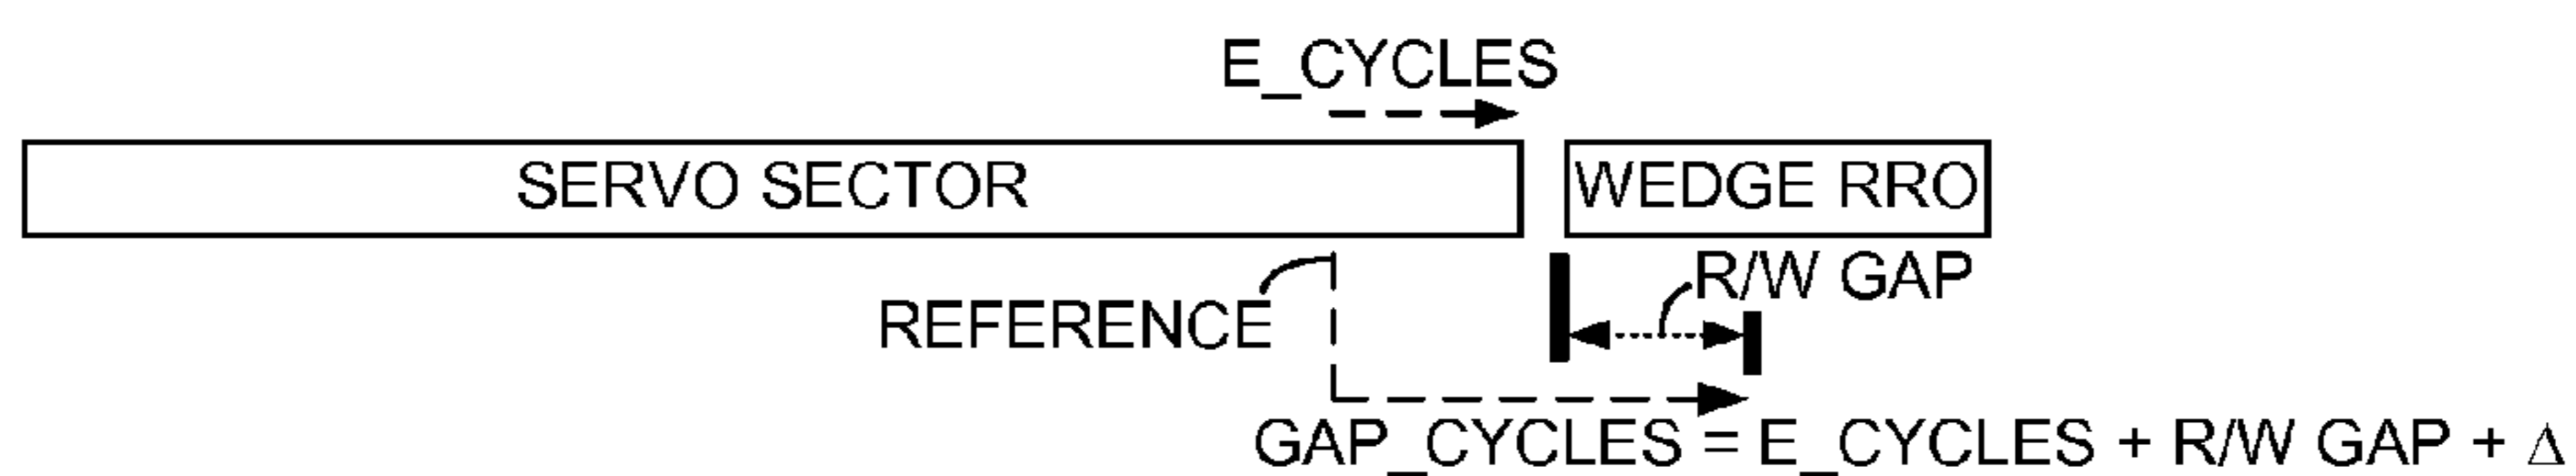 E_CYCLES
SERVO SECTOR
WEDGE RRO
R/W GAP
REFERENCE
GAP_CYCLES = E_CYCLES + R/W GAP + Δ